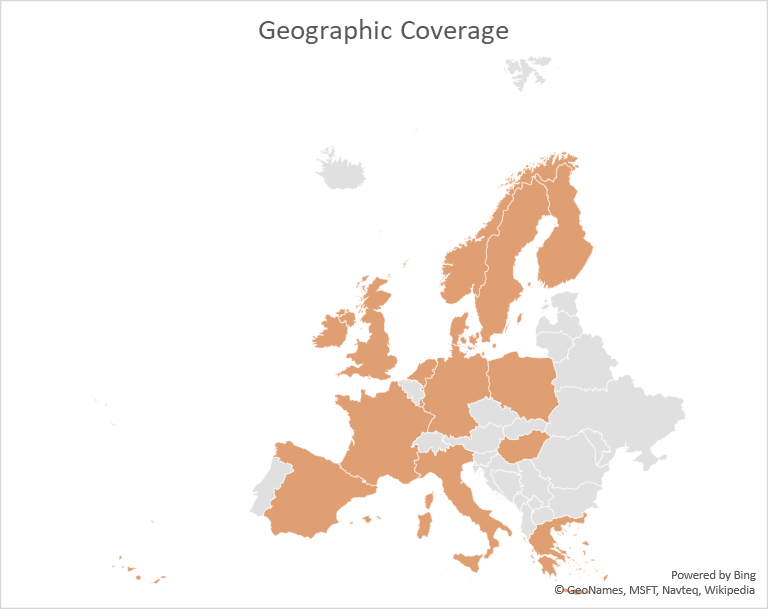 Geographic Coverage
Powered by Bing
© GeoNames, MSFT, Navteq, Wikipedia